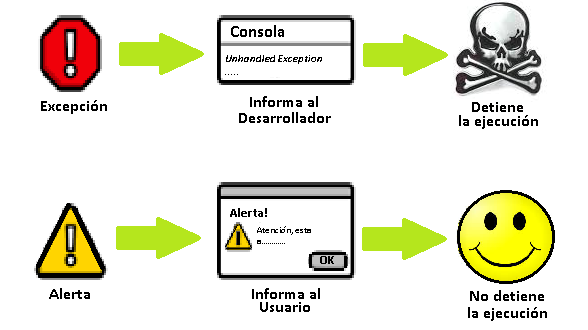 Consola
Unhandled Exception
.....
Excepción
Informa al
Desarrollador
Detiene
la ejecución
Alerta!
Atención, esta
a...........
OK
Alerta
Informa al
Usuario
No detiene
la ejecución